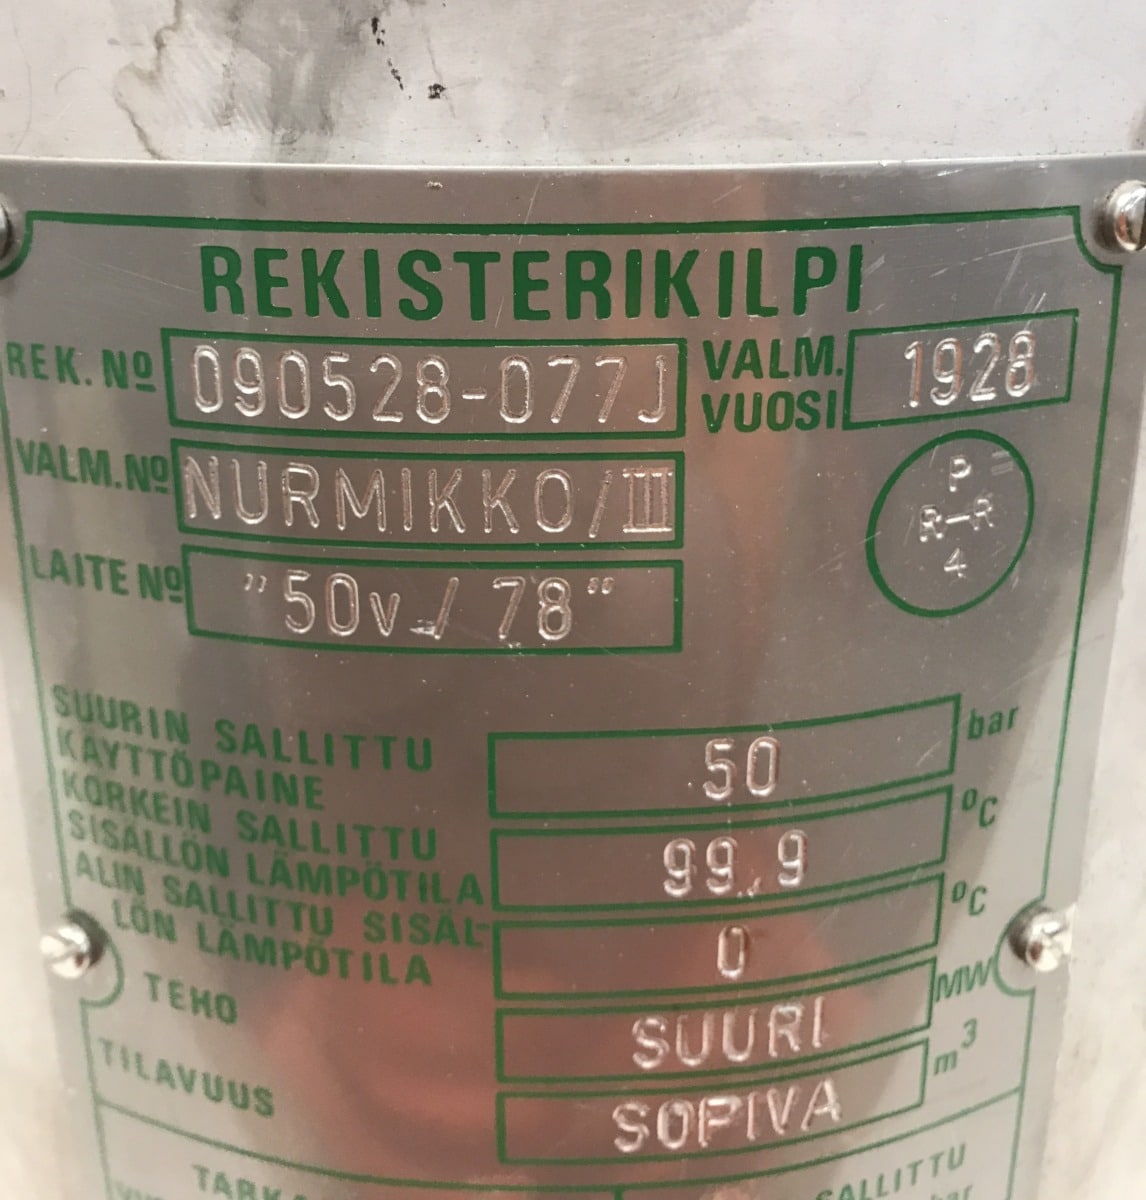 REKISTERIKILPI
REK. Nº 090528-077J VALM. VUOSI 1928
VALM. Nº NURMIKKO/III
P
R-R
4
LAITE Nº "50v./78"
SUURIN SALLITTU
KÄYTTÖPAINE 50 bar
KORKEIN SALLITTU
SISÄLLÖN LÄMPÖTILA 99,9 ºC
ALIN SALLITTU SISÄL-
LÖN LÄMPÖTILA 0 ºC
TEHO SUURI MW
TILAVUUS SOPIVA m³
SALLITTU